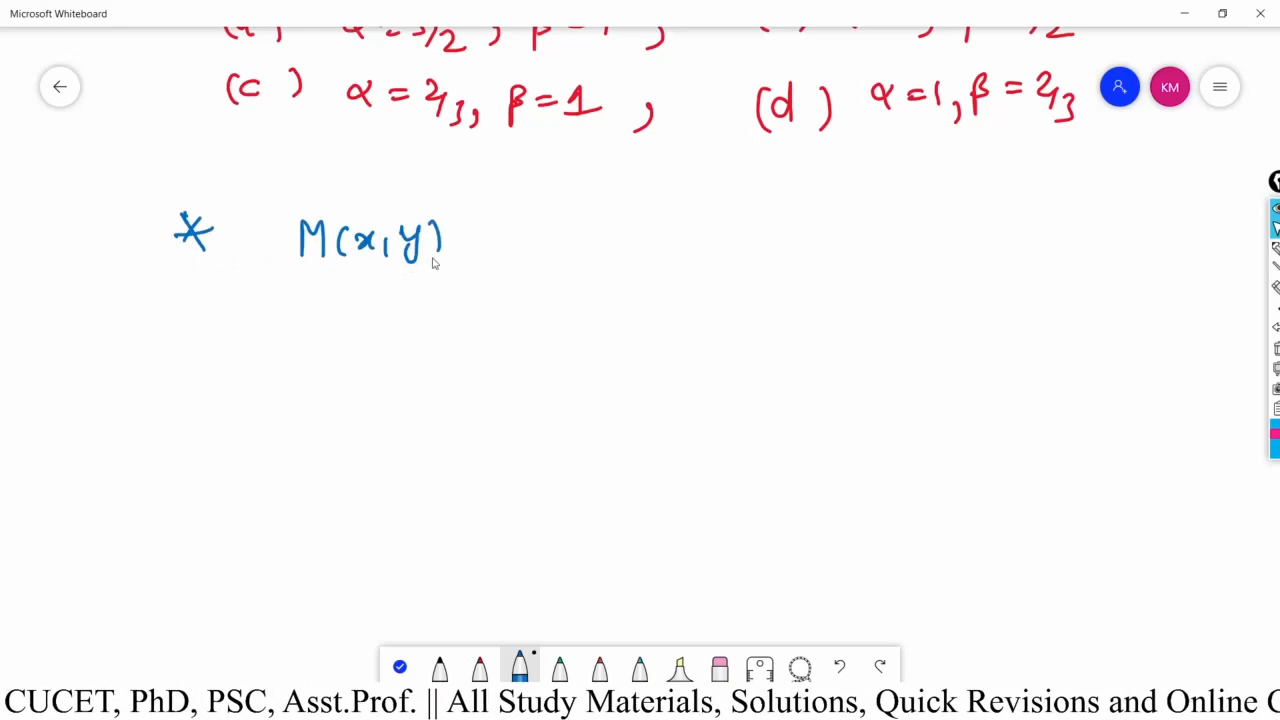 Microsoft Whiteboard
(c) α = 2/3, β = 1, (d) α = 1, β = 2/3
KM
* M(x, y)
CUCET, PhD, PSC, Asst.Prof. || All Study Materials, Solutions, Quick Revisions and Online